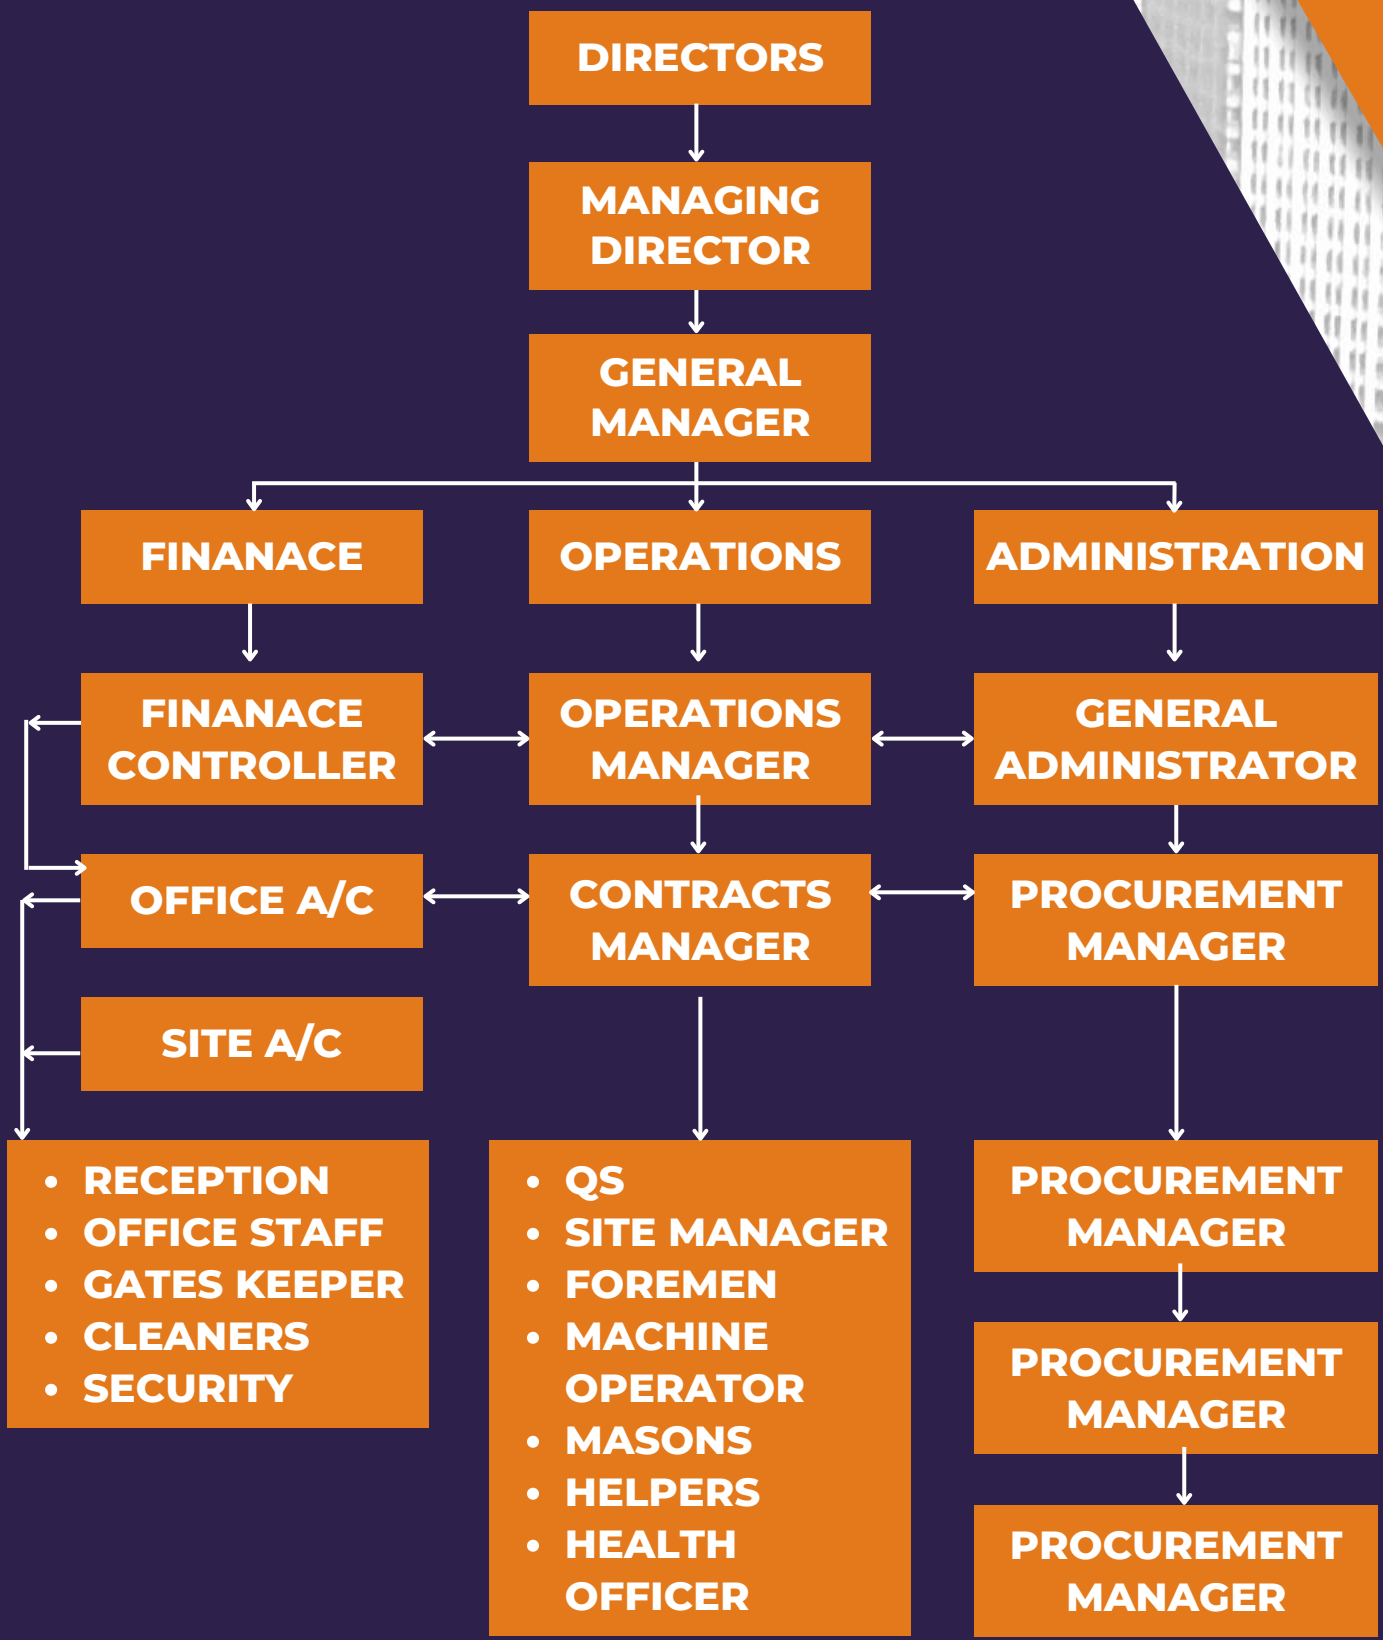 DIRECTORS
MANAGING
DIRECTOR
GENERAL
MANAGER
FINANACE
OPERATIONS
ADMINISTRATION
FINANACE
CONTROLLER
OPERATIONS
MANAGER
GENERAL
ADMINISTRATOR
OFFICE A/C
CONTRACTS
MANAGER
PROCUREMENT
MANAGER
SITE A/C
• RECEPTION
• OFFICE STAFF
• GATES KEEPER
• CLEANERS
• SECURITY
• QS
• SITE MANAGER
• FOREMEN
• MACHINE
OPERATOR
• MASONS
• HELPERS
• HEALTH
OFFICER
PROCUREMENT
MANAGER
PROCUREMENT
MANAGER
PROCUREMENT
MANAGER